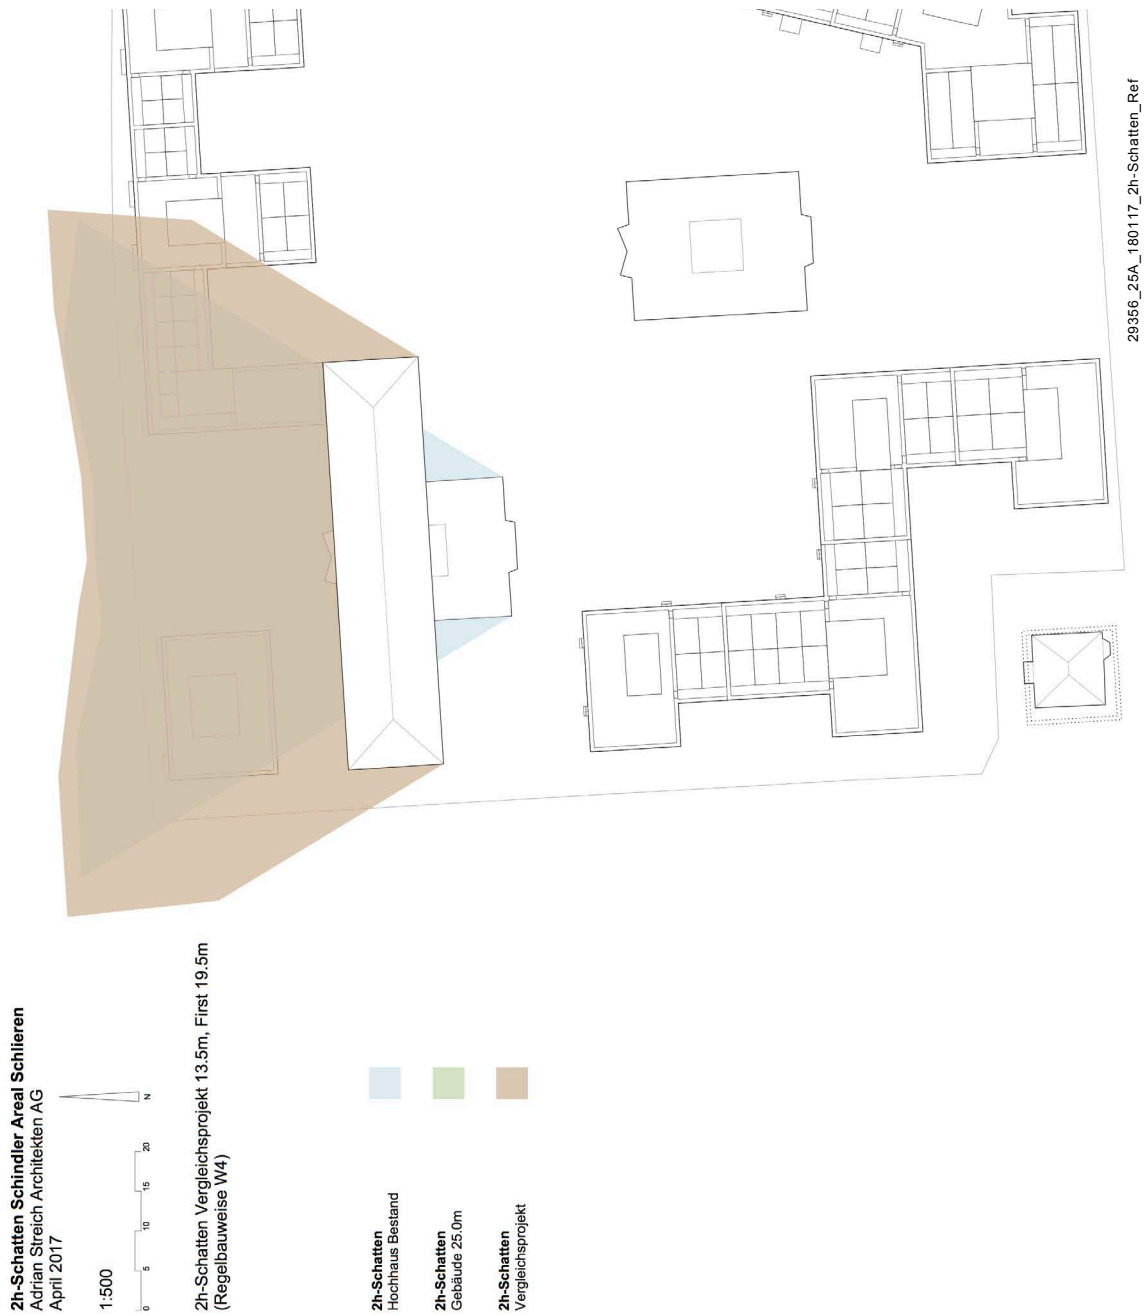 2h-Schatten Schindler Areal Schlieren
Adrian Streich Architekten AG
April 2017
1:500
0 5 10 15 20
N
2h-Schatten Vergleichsprojekt 13.5m, First 19.5m
(Regelbauweise W4)
2h-Schatten
Hochhaus Bestand
2h-Schatten
Gebäude 25.0m
2h-Schatten
Vergleichsprojekt
29356_25A_180117_2h-Schatten_Ref